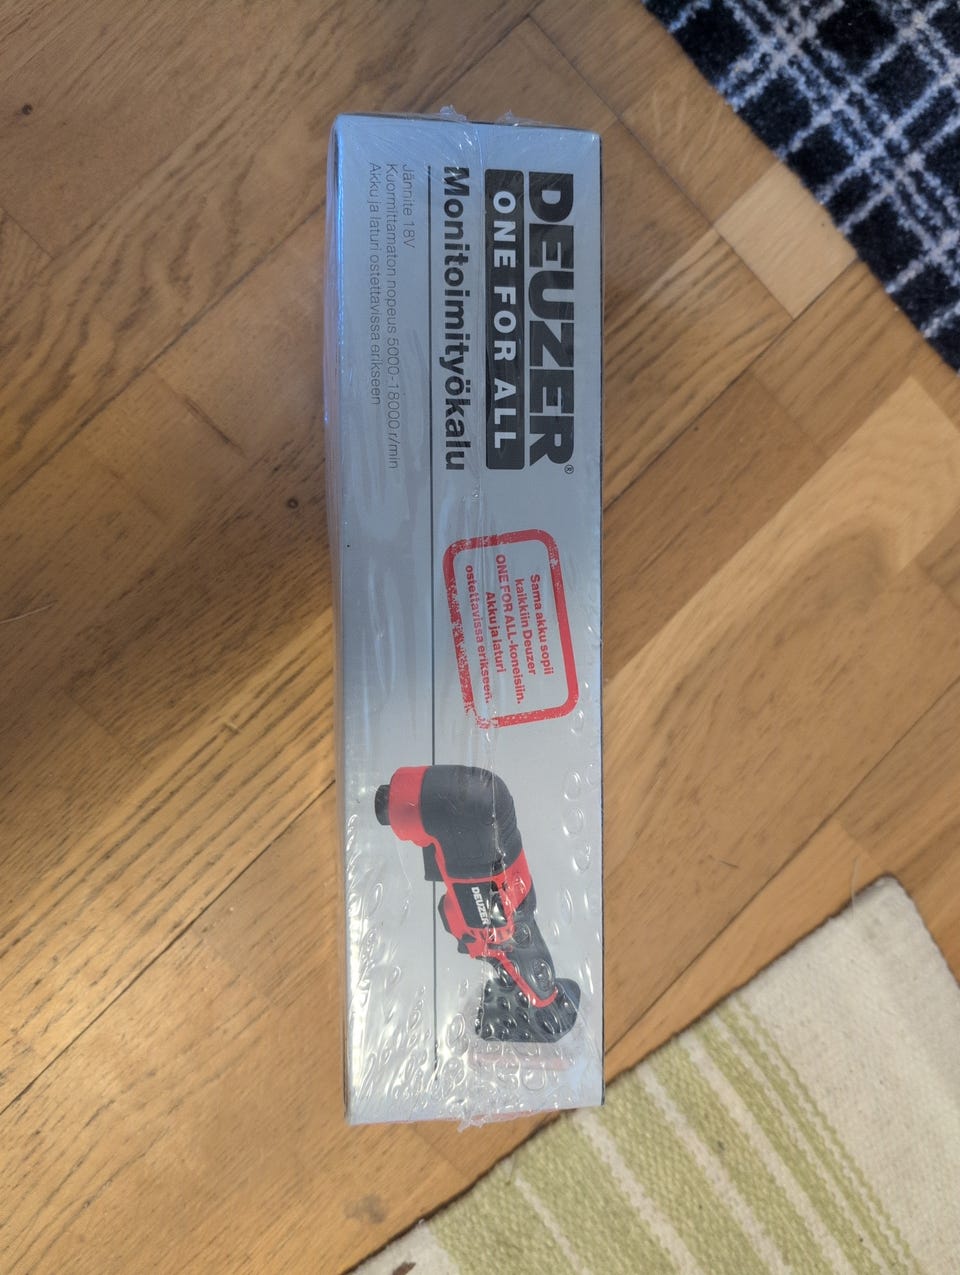 DEUZER®
ONE FOR ALL
Monitoimityökalu
Jännite 18V
Kuormittamaton nopeus 5000-18000 r/min
Akku ja laturi ostettavissa erikseen
Sama akku sopii
kaikkiin Deuzer
ONE FOR ALL-koneisiin.
Akku ja laturi
ostettavissa erikseen.
DEUZER